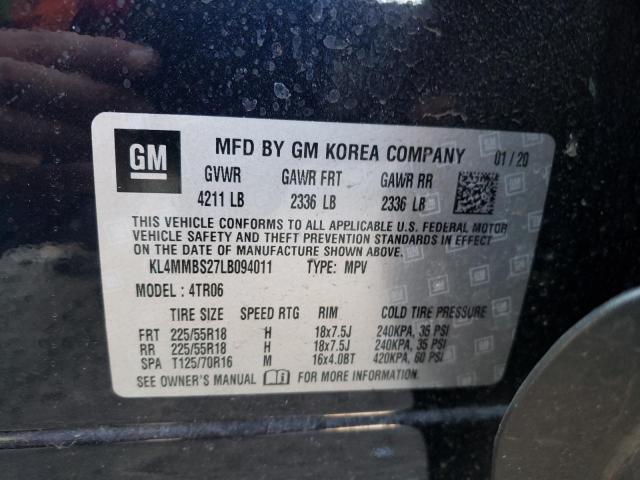 GM
MFD BY GM KOREA COMPANY 01/20
GVWR GAWR FRT GAWR RR
4211 LB 2336 LB 2336 LB
THIS VEHICLE CONFORMS TO ALL APPLICABLE U.S. FEDERAL MOTOR
VEHICLE SAFETY AND THEFT PREVENTION STANDARDS IN EFFECT
ON THE DATE OF MANUFACTURE SHOWN ABOVE.
KL4MMBS27LB094011 TYPE: MPV
MODEL: 4TR06
TIRE SIZE SPEED RTG RIM COLD TIRE PRESSURE
FRT 225/55R18 H 18x7.5J 240KPA, 35 PSI
RR 225/55R18 H 18x7.5J 240KPA, 35 PSI
SPA T125/70R16 M 16x4.0BT 420KPA, 60 PSI
SEE OWNER'S MANUAL FOR MORE INFORMATION.